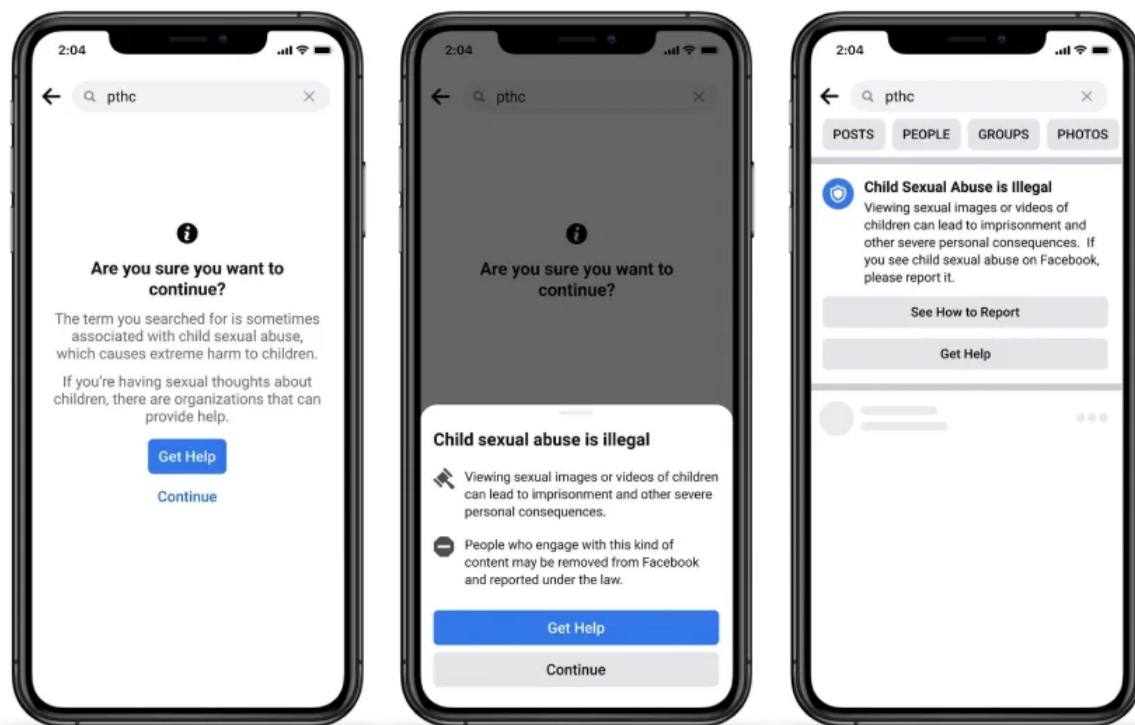 2:04
pthc
Are you sure you want to
continue?
The term you searched for is sometimes
associated with child sexual abuse,
which causes extreme harm to children.
If you're having sexual thoughts about
children, there are organizations that can
provide help.
Get Help
Continue
2:04
pthc
Are you sure you want to
continue?
Child sexual abuse is illegal
Viewing sexual images or videos of children
can lead to imprisonment and other severe
personal consequences.
People who engage with this kind of
content may be removed from Facebook
and reported under the law.
Get Help
Continue
2:04
pthc
POSTS PEOPLE GROUPS PHOTOS
Child Sexual Abuse is Illegal
Viewing sexual images or videos of
children can lead to imprisonment and
other severe personal consequences. If
you see child sexual abuse on Facebook,
please report it.
See How to Report
Get Help